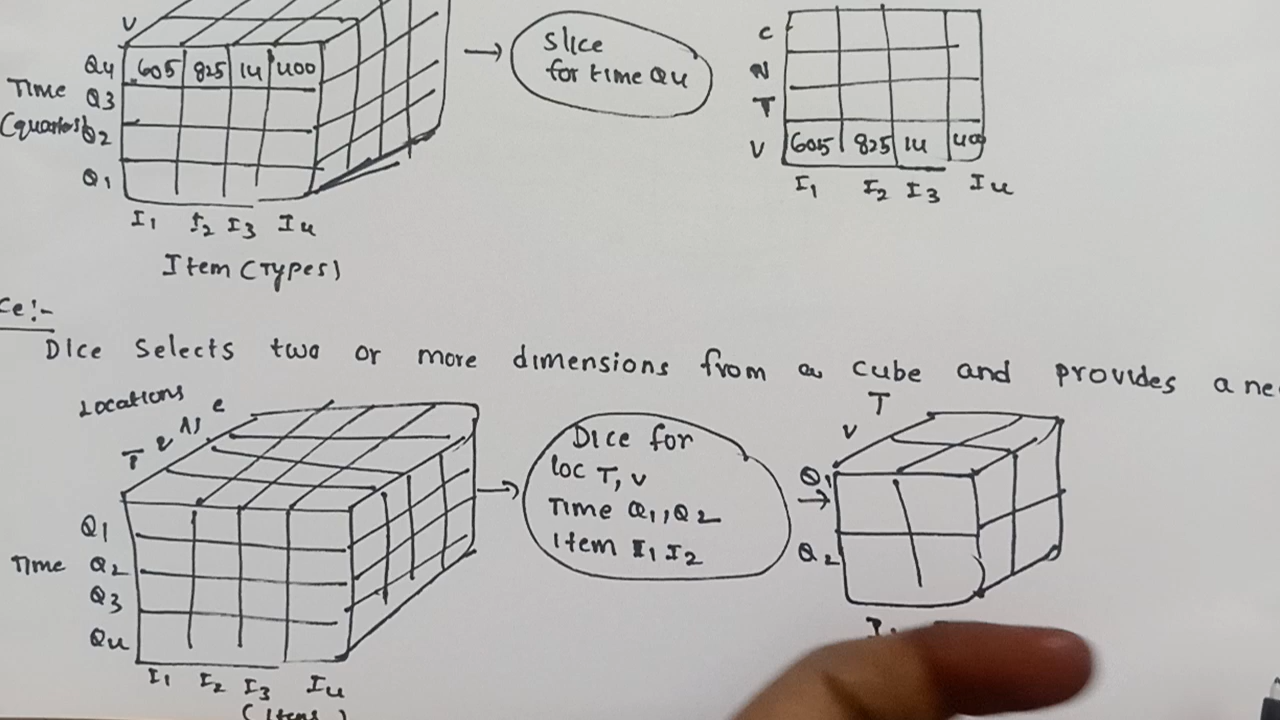 V
Q4 605 825 14 400
Time Q3
(quarters) Q2
Q1
I1 I2 I3 I4
Item (Types)
slice
for time Q4
C
N
T
V 605 825 14 400
I1 I2 I3 I4
ce:-
Dice selects two or more dimensions from a cube and provides a ne
Locations
T V N C
Q1
Time Q2
Q3
Q4
I1 I2 I3 I4
(Items)
Dice for
loc T, V
Time Q1, Q2
Item I1 I2
T
V
Q1
Q2